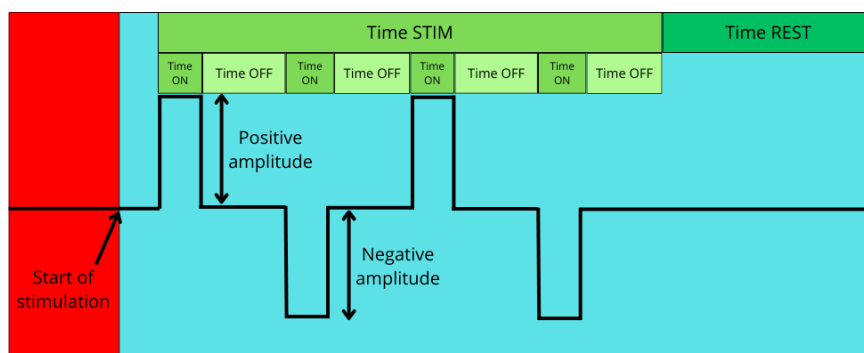 Time STIM
Time REST
Time
ON
Time OFF
Time
ON
Time OFF
Time
ON
Time OFF
Time
ON
Time OFF
Positive
amplitude
Negative
amplitude
Start of
stimulation